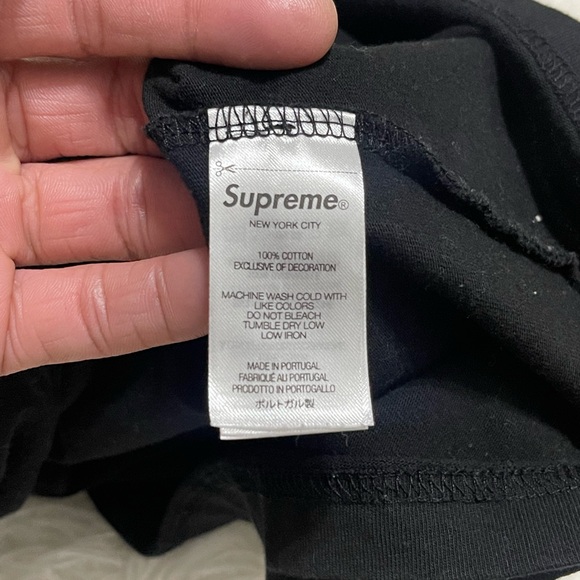 Supreme®
NEW YORK CITY
100% COTTON
EXCLUSIVE OF DECORATION
MACHINE WASH COLD WITH
LIKE COLORS
DO NOT BLEACH
TUMBLE DRY LOW
LOW IRON
MADE IN PORTUGAL
FABRIQUÉ AU PORTUGAL
PRODOTTO IN PORTOGALLO
ポルトガル製